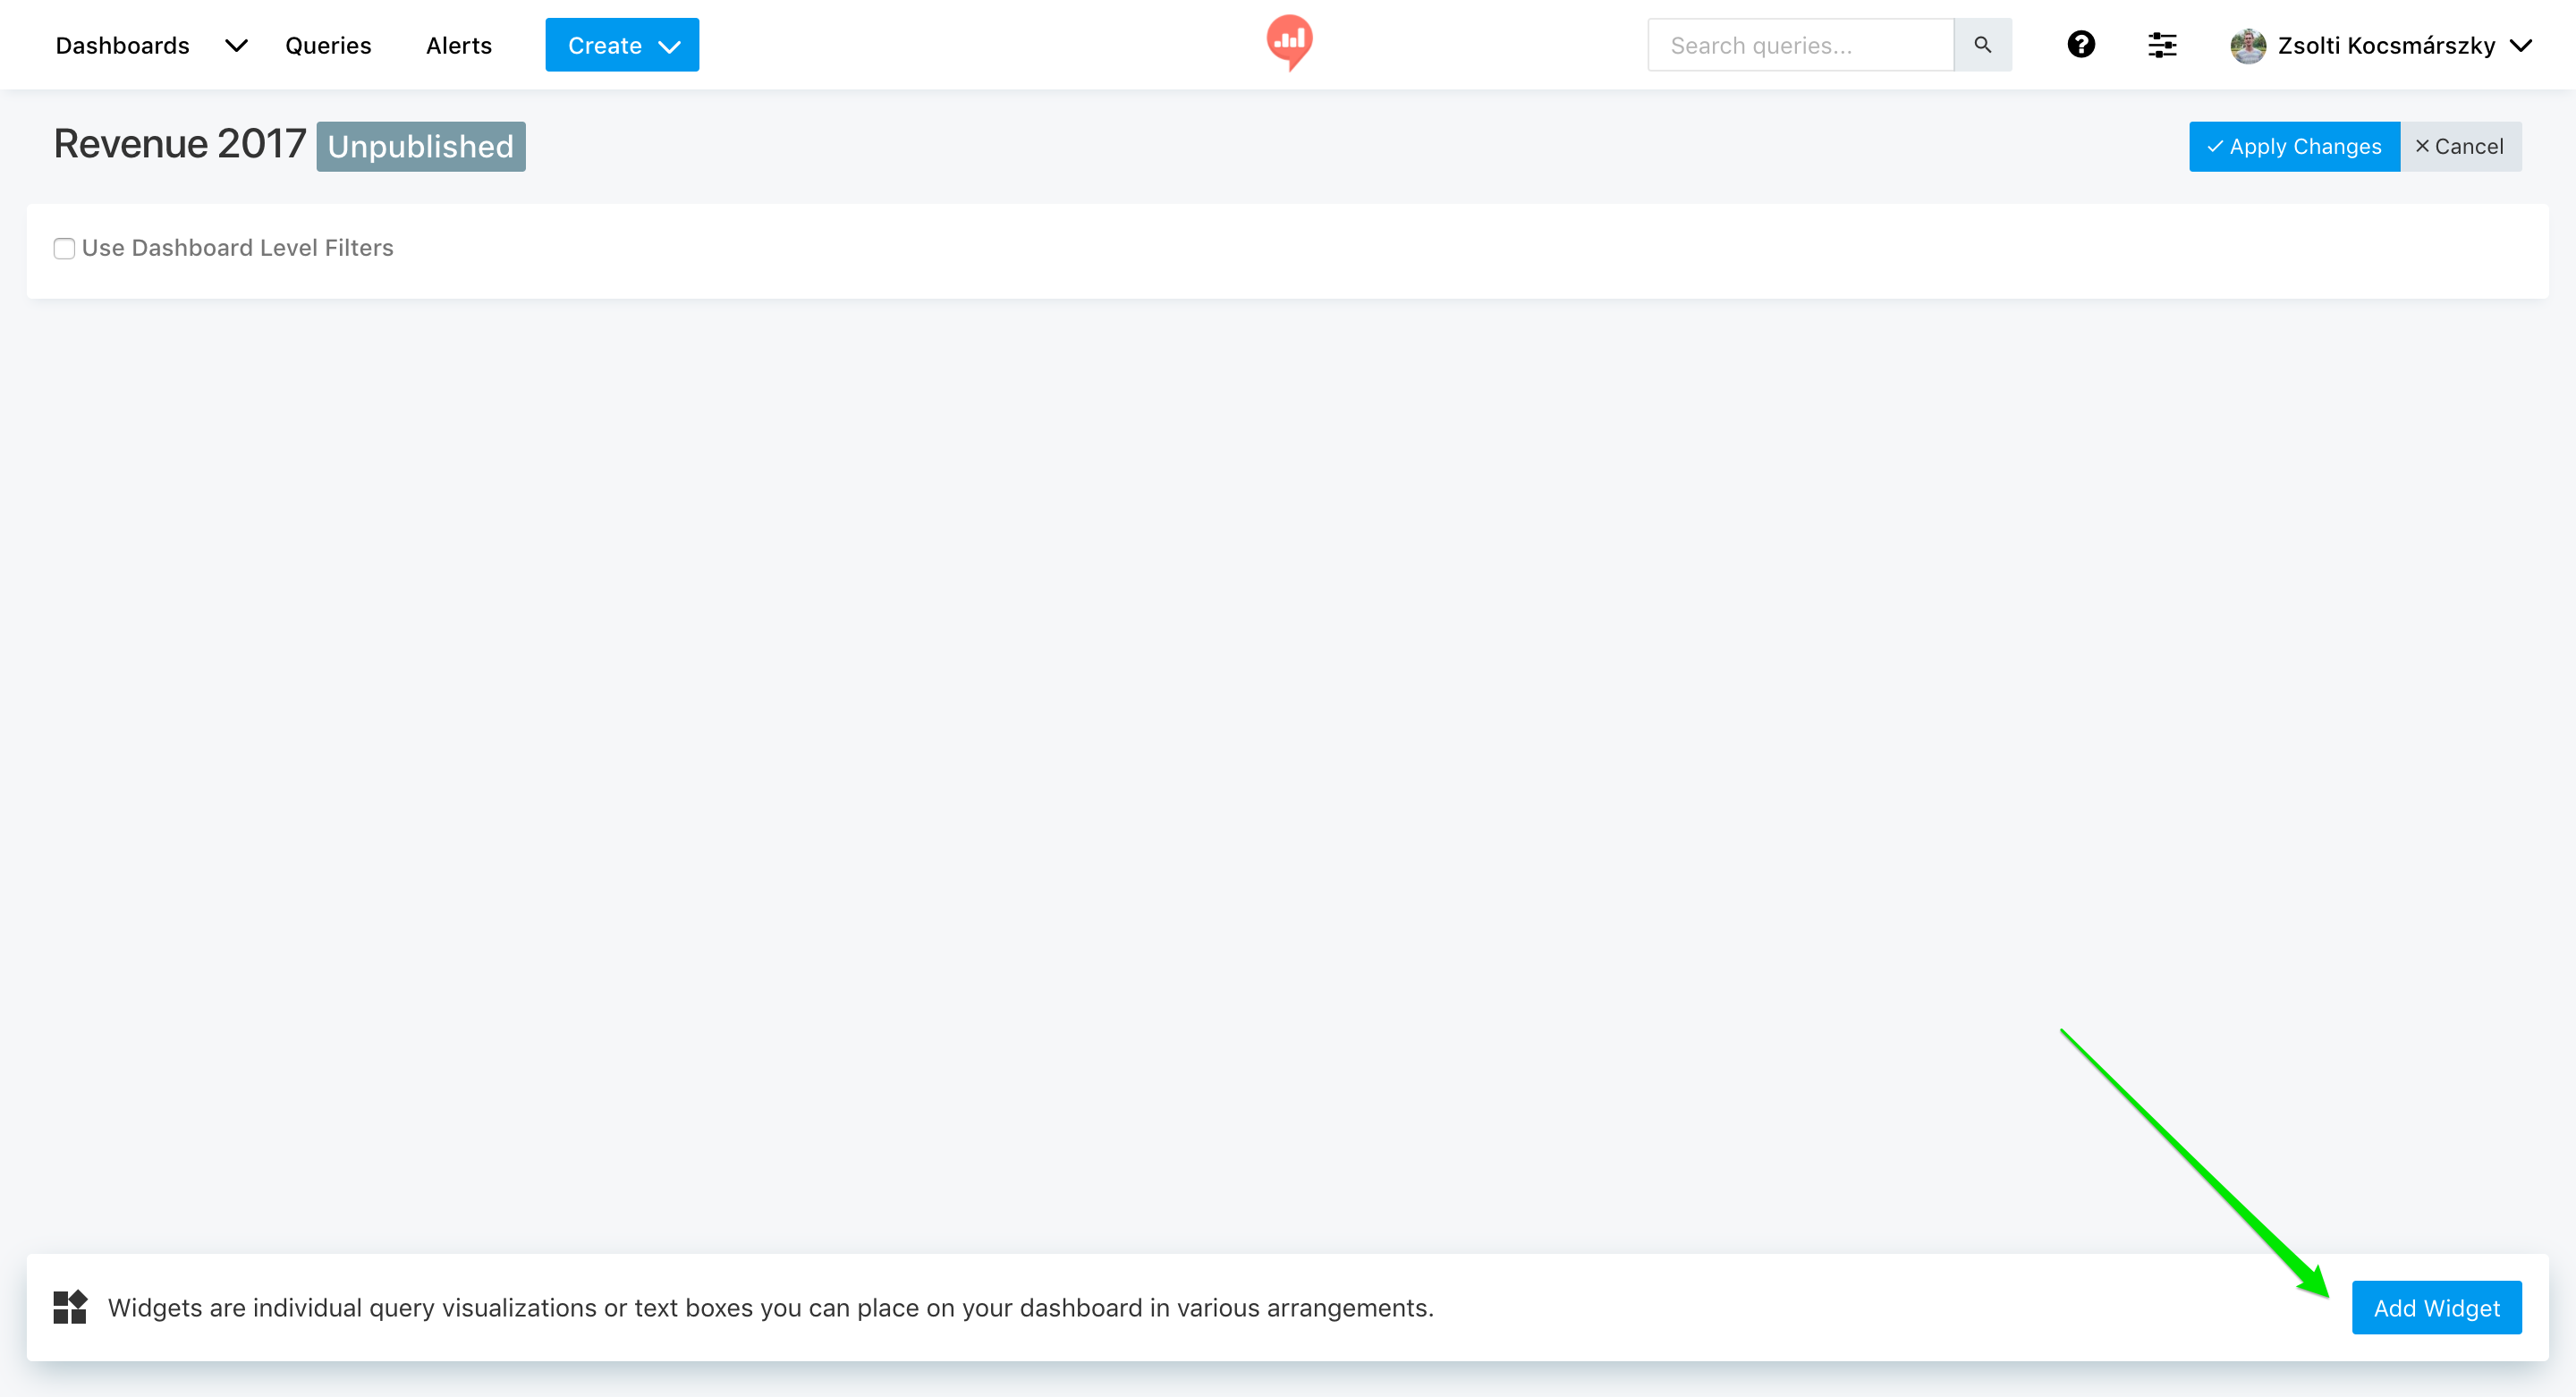 Dashboards Queries Alerts Create Search queries... Zsolti Kocsmárszky
Revenue 2017 Unpublished Apply Changes Cancel
Use Dashboard Level Filters
Widgets are individual query visualizations or text boxes you can place on your dashboard in various arrangements. Add Widget